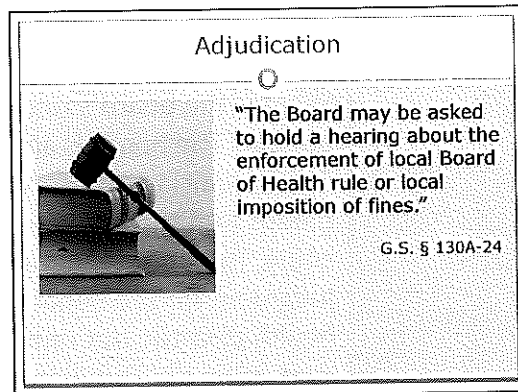 Adjudication
"The Board may be asked
to hold a hearing about the
enforcement of local Board
of Health rule or local
imposition of fines."
G.S. § 130A-24